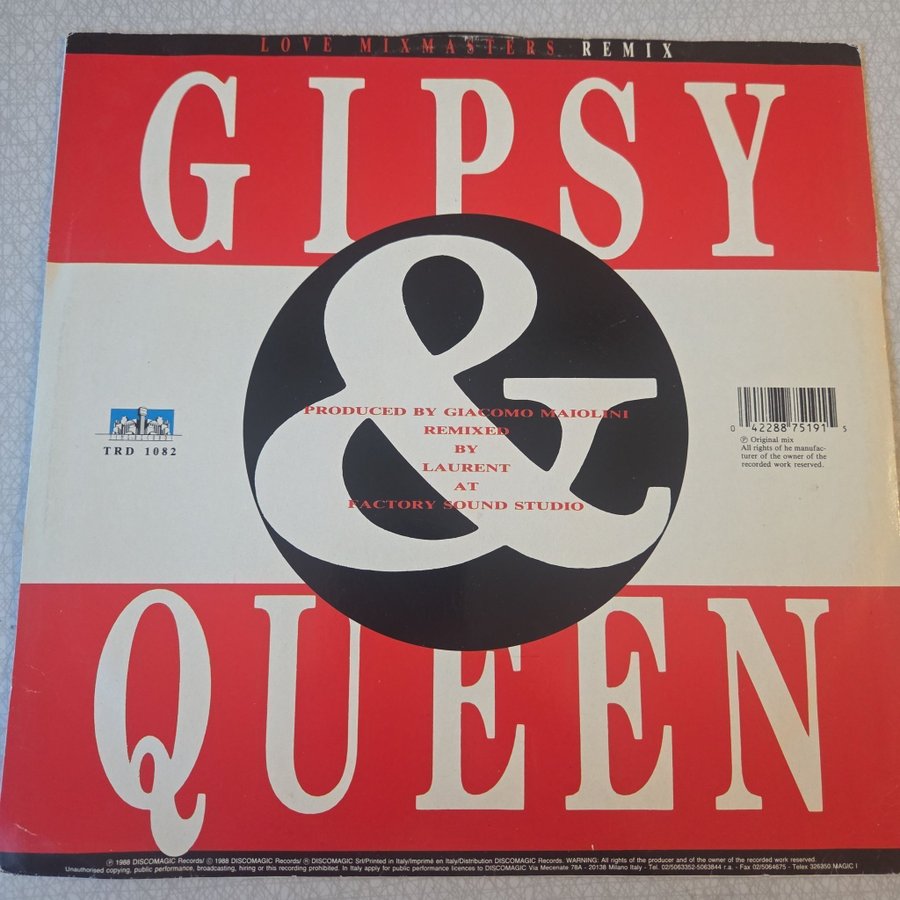 LOVE MIXMASTERS REMIX
GIPSY
&
PRODUCED BY GIACOMO MAIOLINI
REMIXED
BY
LAURENT
AT
FACTORY SOUND STUDIO
TRD 1082
0 42288 75191 5
Ⓟ Original mix
All rights of he manufac-
turer of the owner of the
recorded work reserved.
QUEEN
Ⓟ 1988 DISCOMAGIC Records/ © 1988 DISCOMAGIC Records/ Ⓜ DISCOMAGIC Srl/Printed in Italy/Imprimé en Italy/Distribution DISCOMAGIC Records. WARNING: All rights of the producer and of the owner of the recorded work reserved.
Unauthorised copying, public performance, broadcasting, hiring or this recording prohibited. In Italy apply for public performance licences to DISCOMAGIC Via Mecenate 78A - 20138 Milano Italy - Tel. 02/5063352-5063844 r.a. - Fax 02/5064675 - Telex 326350 MAGIC I